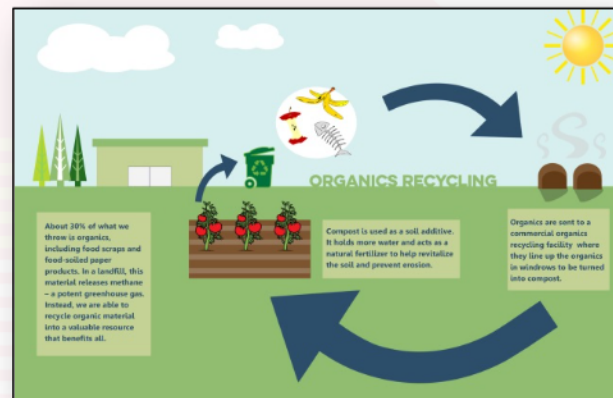 ORGANICS RECYCLING
About 30% of what we
throw is organics,
including food scraps and
food-soiled paper
products. In a landfill, this
material releases methane
– a potent greenhouse gas.
Instead, we are able to
recycle organic material
into a valuable resource
that benefits all.
Compost is used as a soil additive.
It holds more water and acts as a
natural fertilizer to help revitalize
the soil and prevent erosion.
Organics are sent to a
commercial organics
recycling facility where
they line up the organics
in windrows to be turned
into compost.